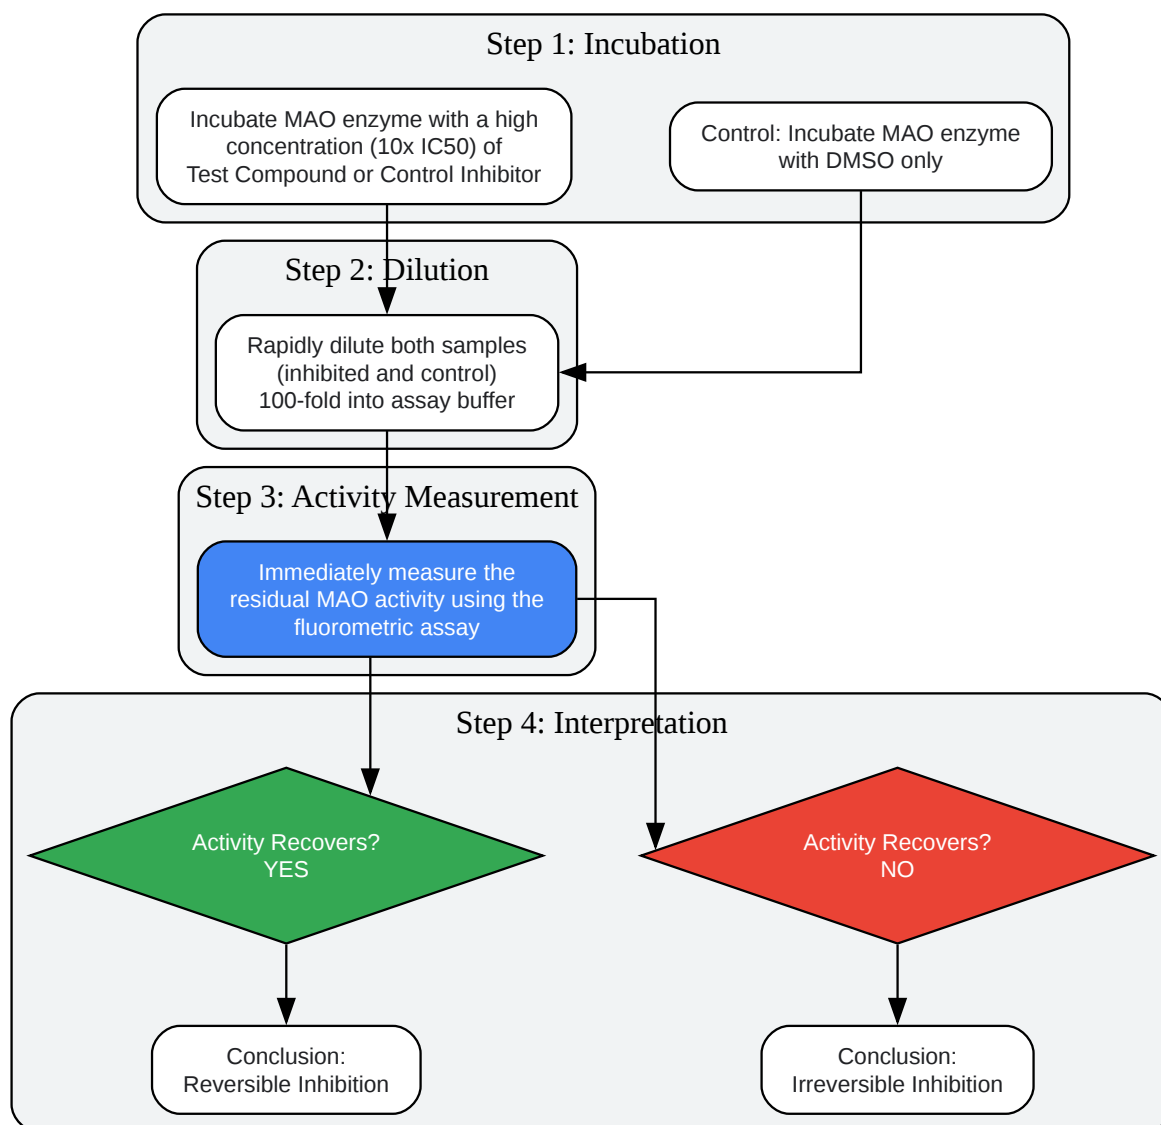 Step 1: Incubation
Incubate MAO enzyme with a high
concentration (10x IC50) of
Test Compound or Control Inhibitor
Control: Incubate MAO enzyme
with DMSO only
Step 2: Dilution
Rapidly dilute both samples
(inhibited and control)
100-fold into assay buffer
Step 3: Activity Measurement
Immediately measure the
residual MAO activity using the
fluorometric assay
Step 4: Interpretation
Activity Recovers?
YES
Activity Recovers?
NO
Conclusion:
Reversible Inhibition
Conclusion:
Irreversible Inhibition